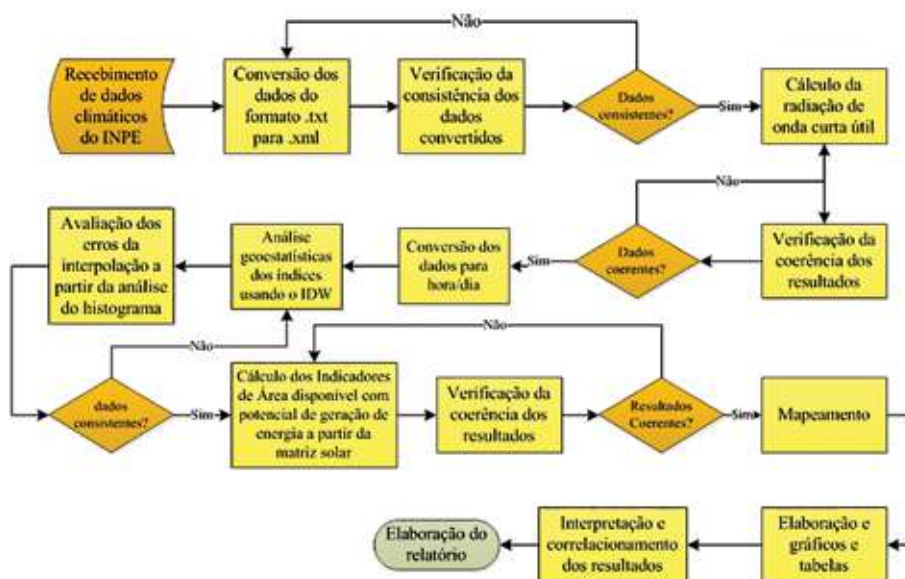 Não
Recebimento
de dados
climáticos
do INPE
Conversão dos
dados do
formato .txt
para .xml
Verificação da
consistência dos
dados
convertidos
Dados
consistentes?
Sim
Cálculo da
radiação de
onda curta útil
Não
Verificação da
coerência dos
resultados
Dados
coerentes?
Sim
Conversão dos
dados para
hora/dia
Análise
geoestatísticas
dos índices
usando o IDW
Avaliação dos
erros da
interpolação a
partir da análise
do histograma
Não
dados
consistentes?
Sim
Cálculo dos Indicadores
de Área disponível com
potencial de geração de
energia a partir da
matriz solar
Não
Verificação da
coerência dos
resultados
Resultados
Coerentes?
Sim
Mapeamento
Elaboração e
gráficos e
tabelas
Interpretação e
correlacionamento
dos resultados
Elaboração do
relatório